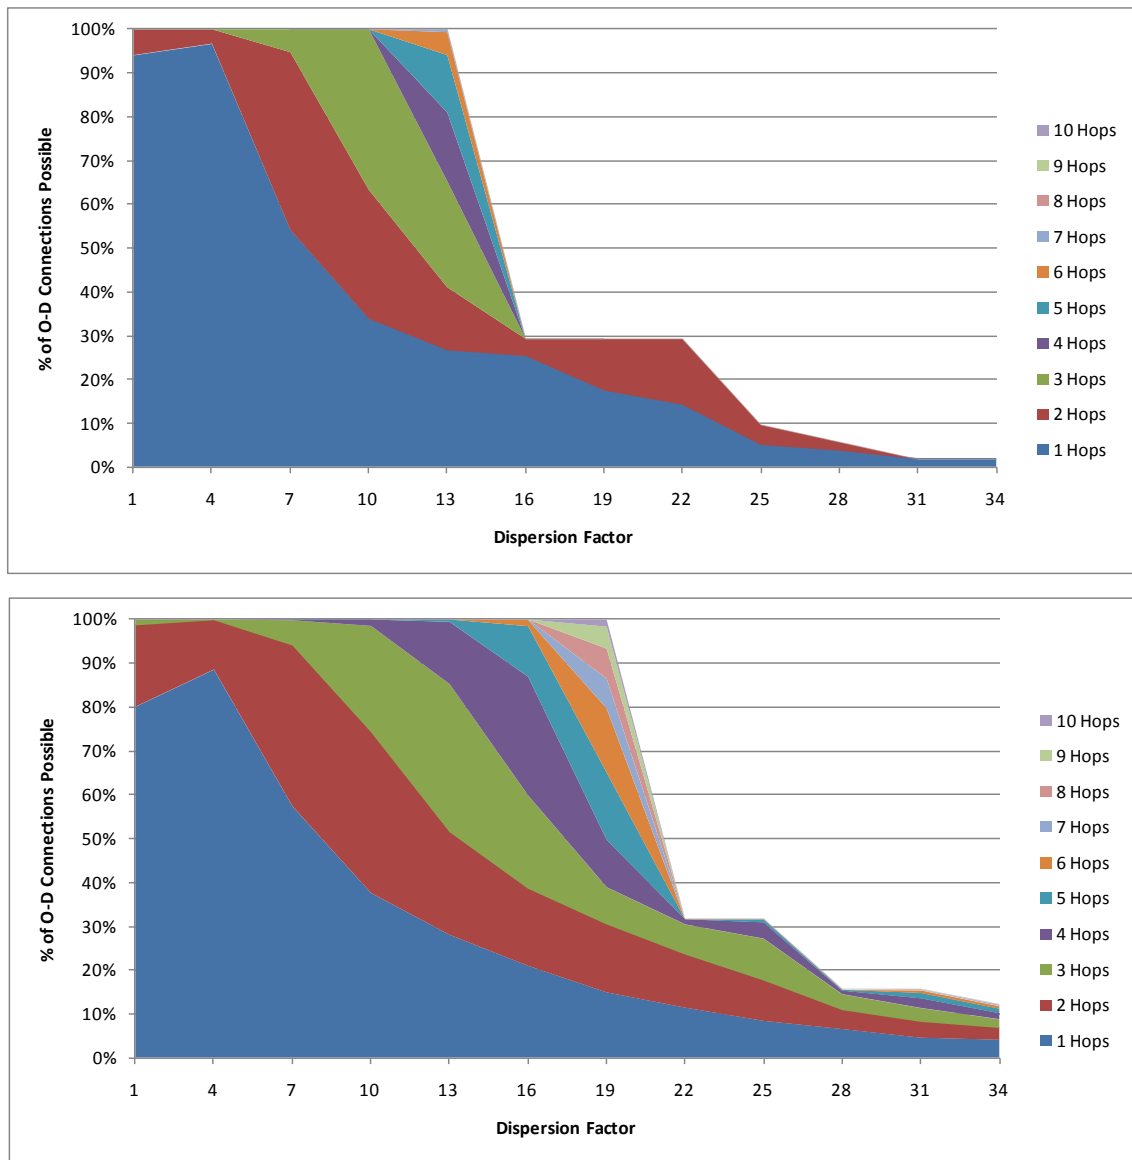 100%
90%
80%
70%
60%
50%
40%
30%
20%
10%
0%
% of O-D Connections Possible
1 4 7 10 13 16 19 22 25 28 31 34
Dispersion Factor
10 Hops
9 Hops
8 Hops
7 Hops
6 Hops
5 Hops
4 Hops
3 Hops
2 Hops
1 Hops
100%
90%
80%
70%
60%
50%
40%
30%
20%
10%
0%
% of O-D Connections Possible
1 4 7 10 13 16 19 22 25 28 31 34
Dispersion Factor
10 Hops
9 Hops
8 Hops
7 Hops
6 Hops
5 Hops
4 Hops
3 Hops
2 Hops
1 Hops